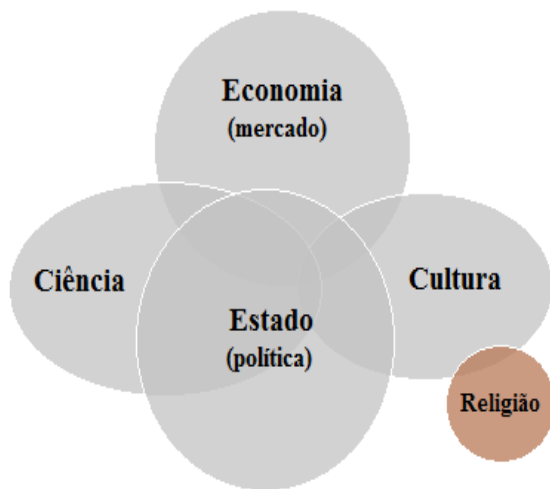 Economia
(mercado)
Ciência
Cultura
Estado
(política)
Religião